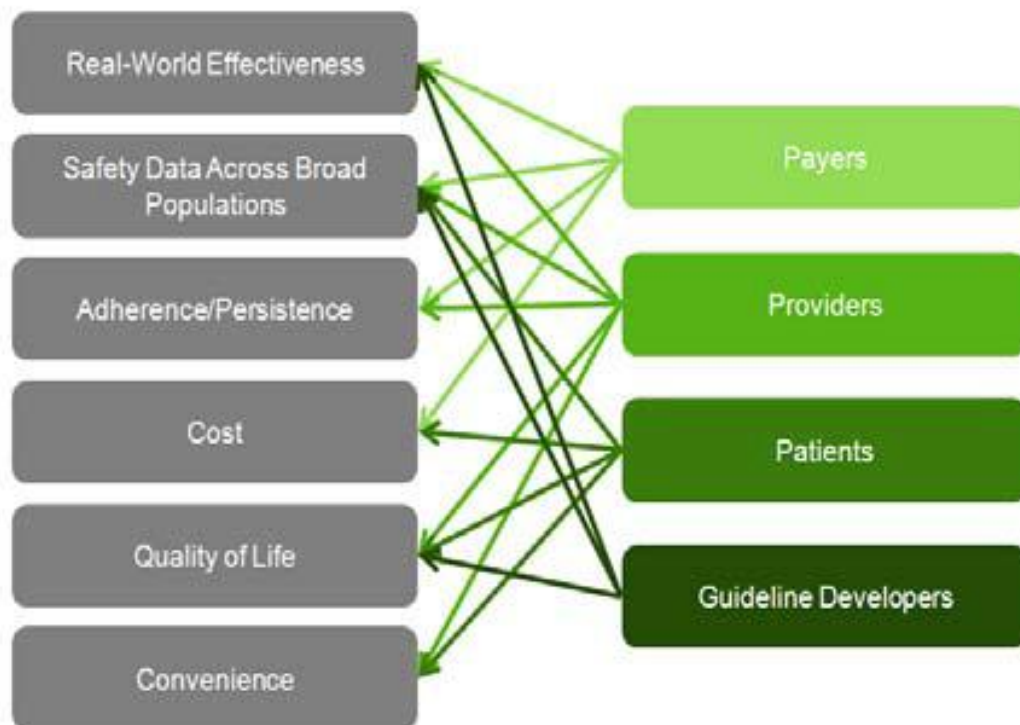 Real-World Effectiveness
Safety Data Across Broad
Populations
Adherence/Persistence
Cost
Quality of Life
Convenience
Payers
Providers
Patients
Guideline Developers